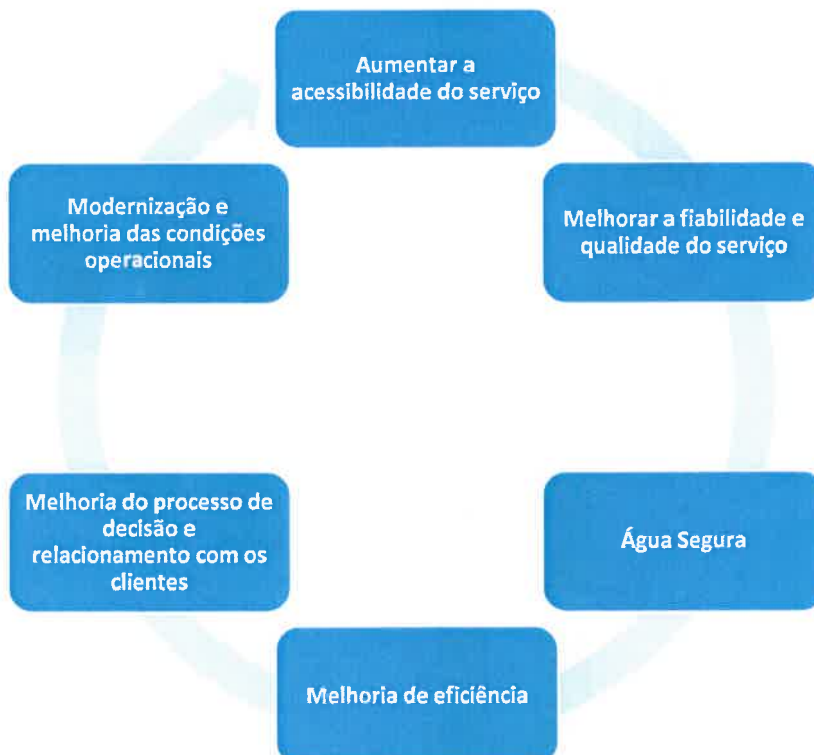 Aumentar a
acessibilidade do serviço
Melhorar a fiabilidade e
qualidade do serviço
Água Segura
Melhoria de eficiência
Melhoria do processo de
decisão e
relacionamento com os
clientes
Modernização e
melhoria das condições
operacionais